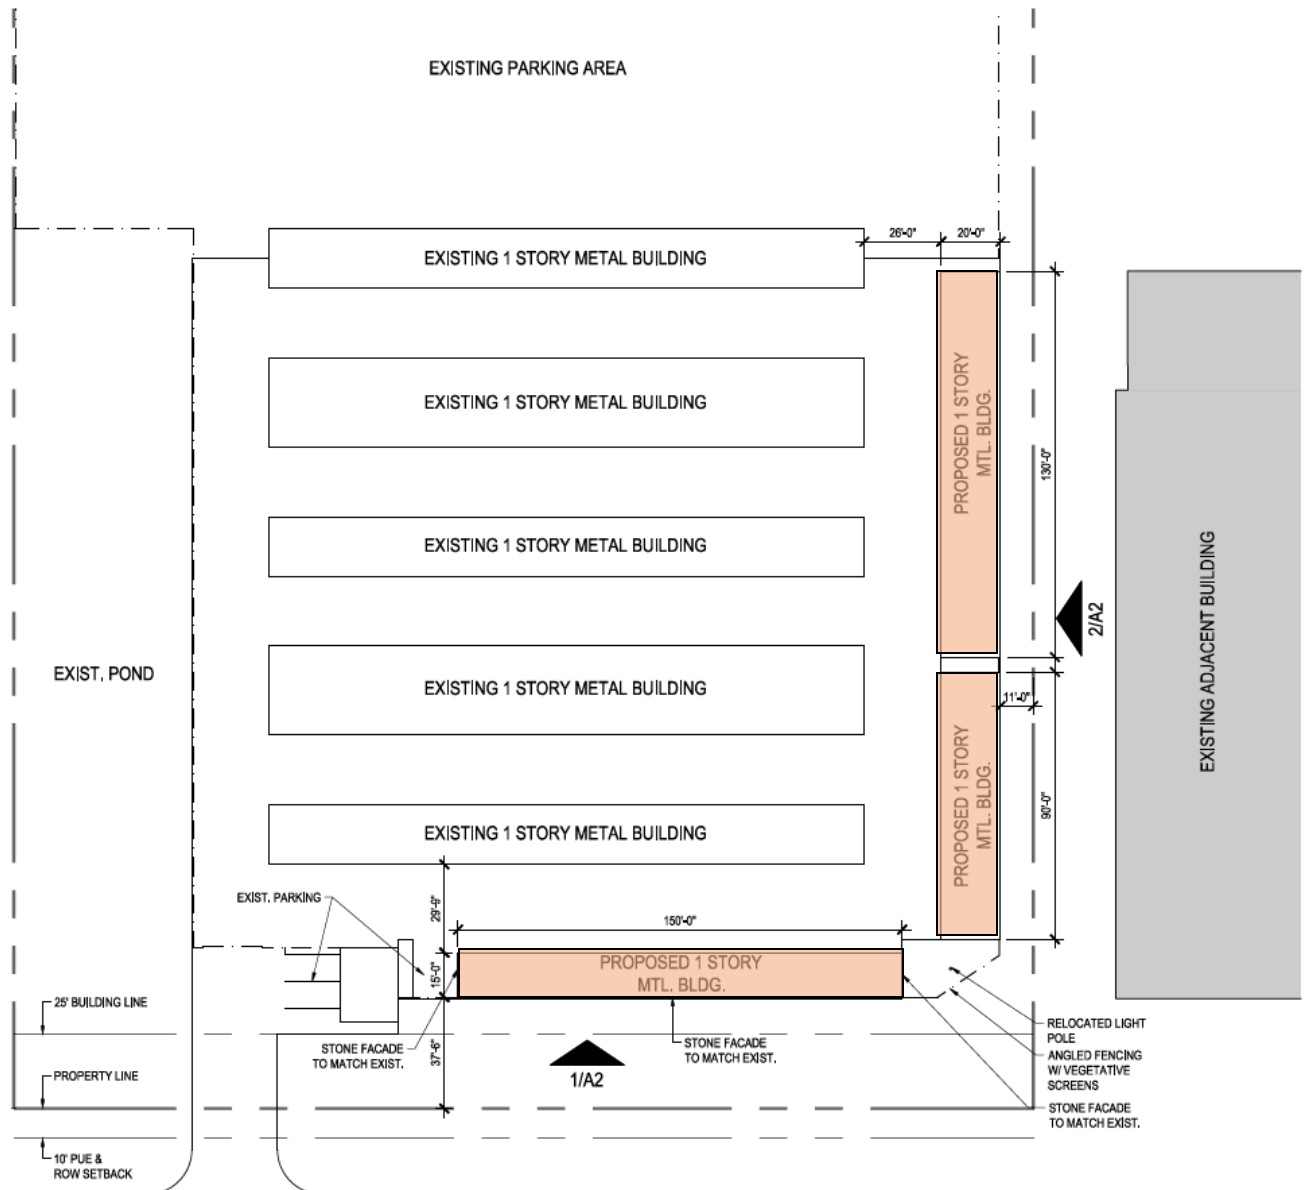 EXISTING PARKING AREA
26'-0"
20'-0"
EXISTING 1 STORY METAL BUILDING
EXISTING 1 STORY METAL BUILDING
PROPOSED 1 STORY
MTL. BLDG.
130'-0"
EXISTING 1 STORY METAL BUILDING
EXISTING ADJACENT BUILDING
2/A2
EXIST. POND
EXISTING 1 STORY METAL BUILDING
11'-0"
PROPOSED 1 STORY
MTL. BLDG.
90'-0"
EXISTING 1 STORY METAL BUILDING
EXIST. PARKING
29'-9"
150'-0"
15'-0"
PROPOSED 1 STORY
MTL. BLDG.
25' BUILDING LINE
STONE FACADE
TO MATCH EXIST.
37'-6"
STONE FACADE
TO MATCH EXIST.
RELOCATED LIGHT
POLE
ANGLED FENCING
W/ VEGETATIVE
SCREENS
PROPERTY LINE
1/A2
STONE FACADE
TO MATCH EXIST.
10' PUE &
ROW SETBACK